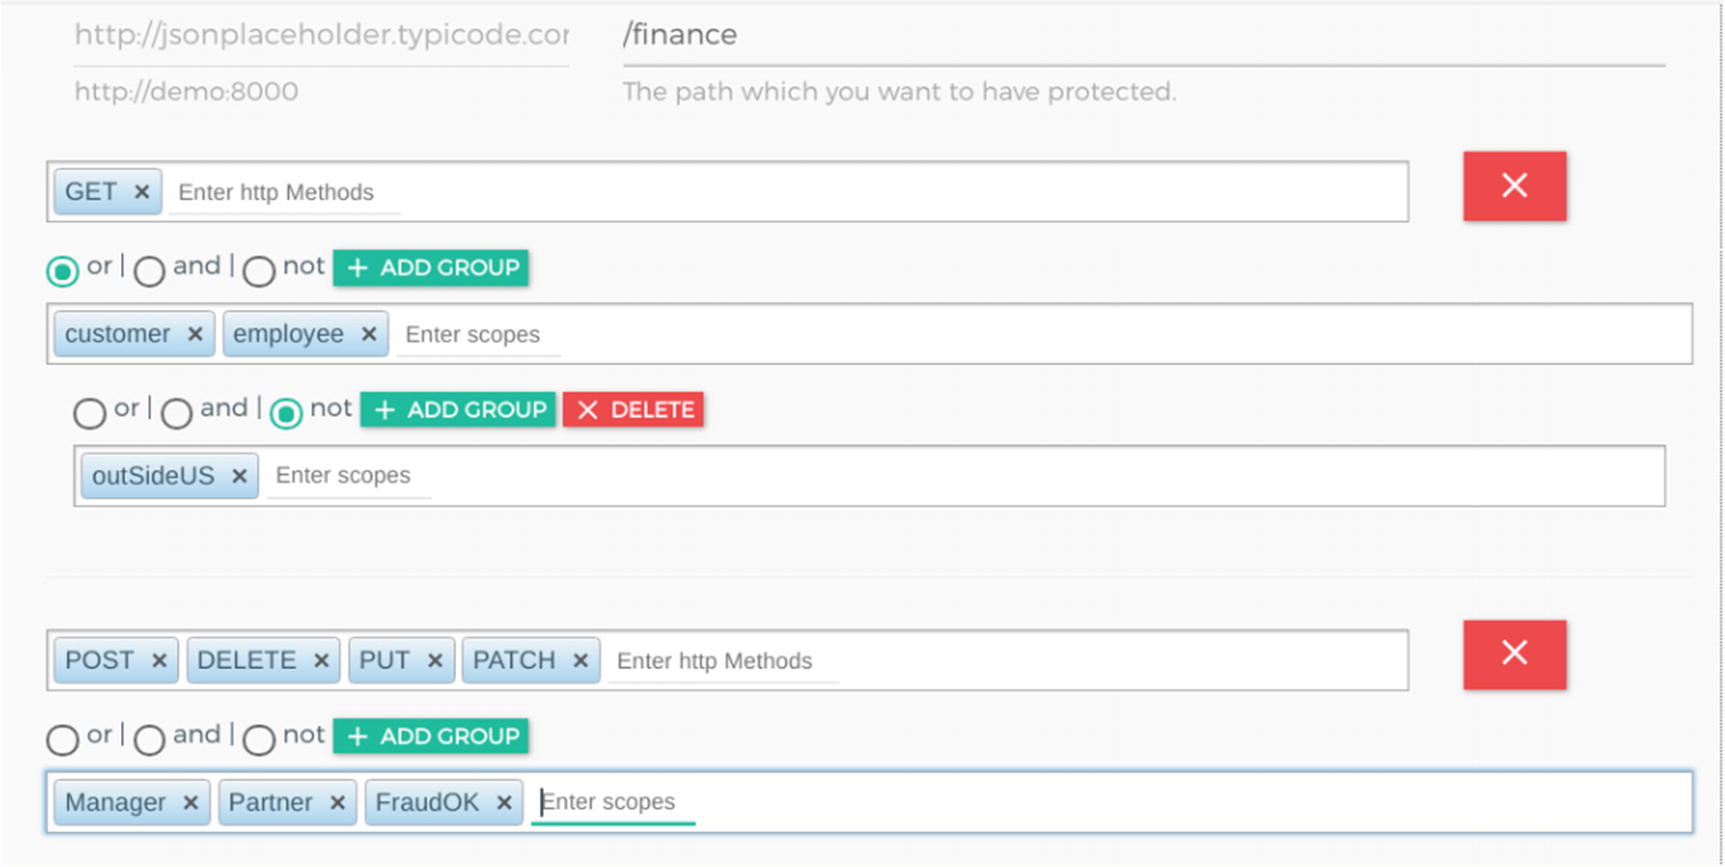 http://jsonplaceholder.typicode.cor /finance
http://demo:8000 The path which you want to have protected.
GET × Enter http Methods ×
or | and | not + ADD GROUP
customer × employee × Enter scopes
or | and | not + ADD GROUP × DELETE
outSideUS × Enter scopes
POST × DELETE × PUT × PATCH × Enter http Methods ×
or | and | not + ADD GROUP
Manager × Partner × FraudOK × Enter scopes